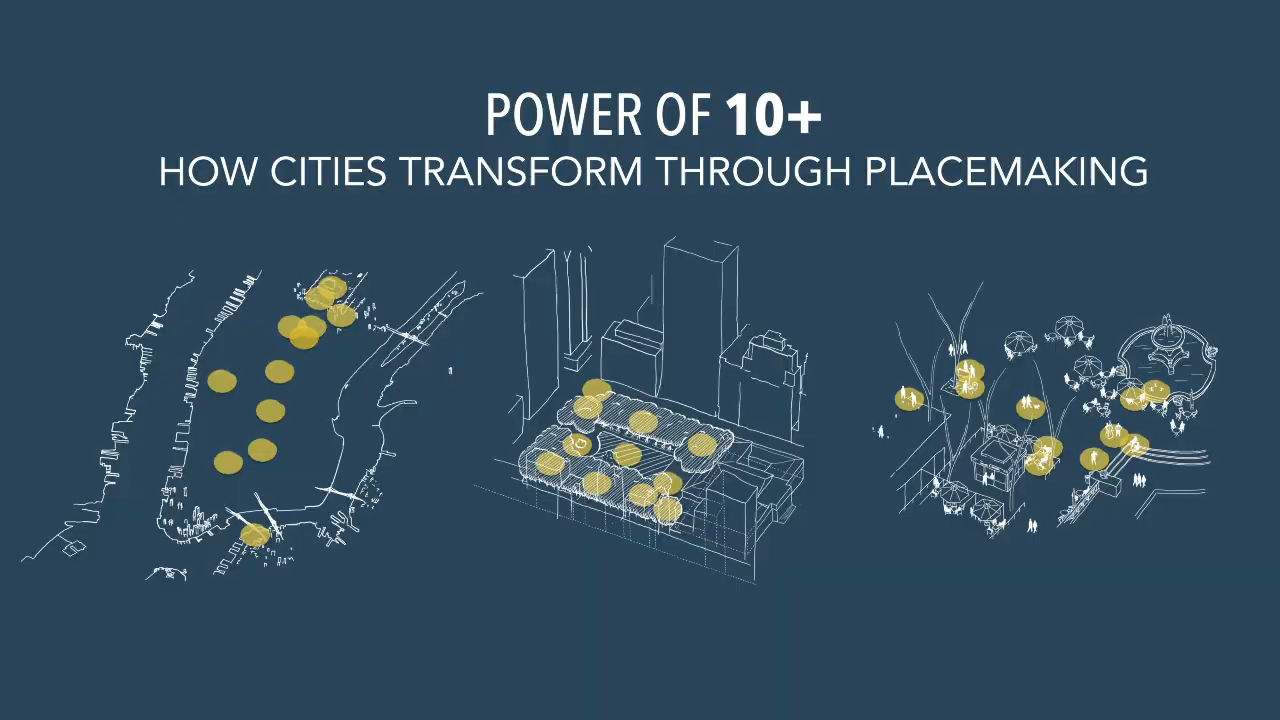 POWER OF 10+
HOW CITIES TRANSFORM THROUGH PLACEMAKING